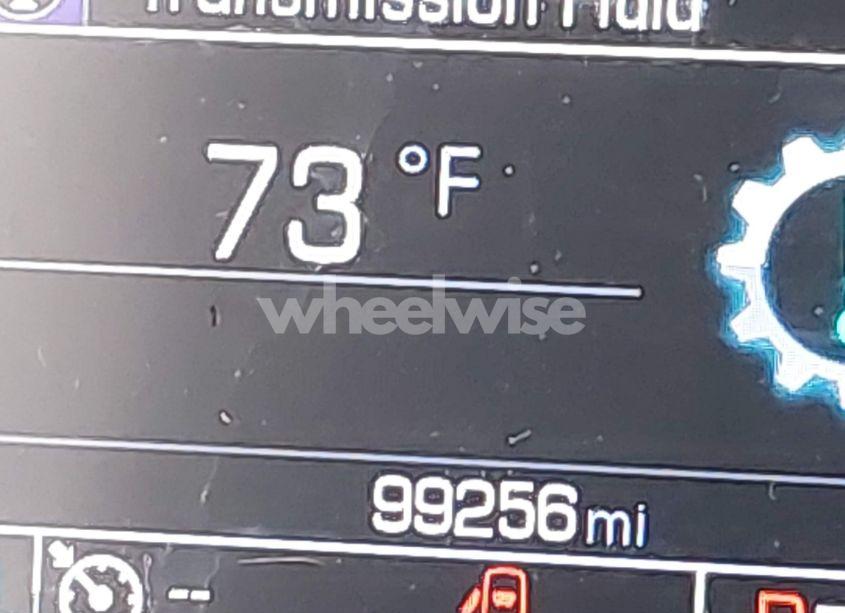 Transmission Fluid
73 °F
wheelwise
99256 mi
--